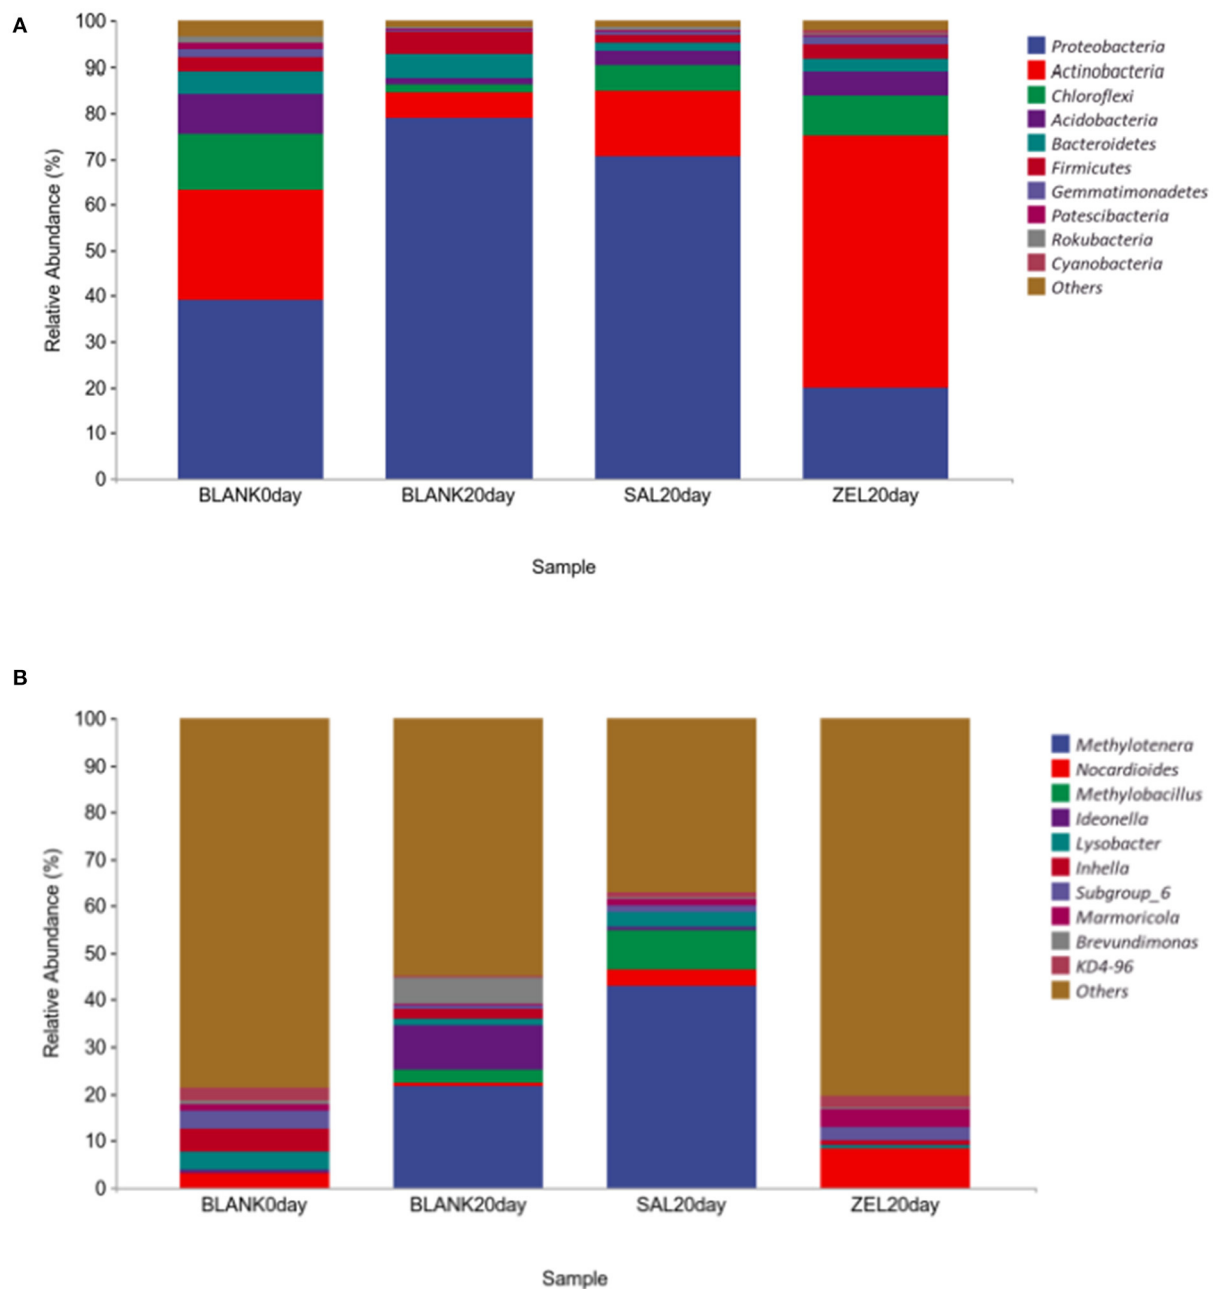 A
100
90
80
70
60
50
40
30
20
10
0
Relative Abundance (%)
BLANK0day
BLANK20day
SAL20day
ZEL20day
Sample
Proteobacteria
Actinobacteria
Chloroflexi
Acidobacteria
Bacteroidetes
Firmicutes
Gemmatimonadetes
Patescibacteria
Rokubacteria
Cyanobacteria
Others
B
100
90
80
70
60
50
40
30
20
10
0
Relative Abundance (%)
BLANK0day
BLANK20day
SAL20day
ZEL20day
Sample
Methylotenera
Nocardioides
Methylobacillus
Ideonella
Lysobacter
Inhella
Subgroup_6
Marmoricola
Brevundimonas
KD4-96
Others